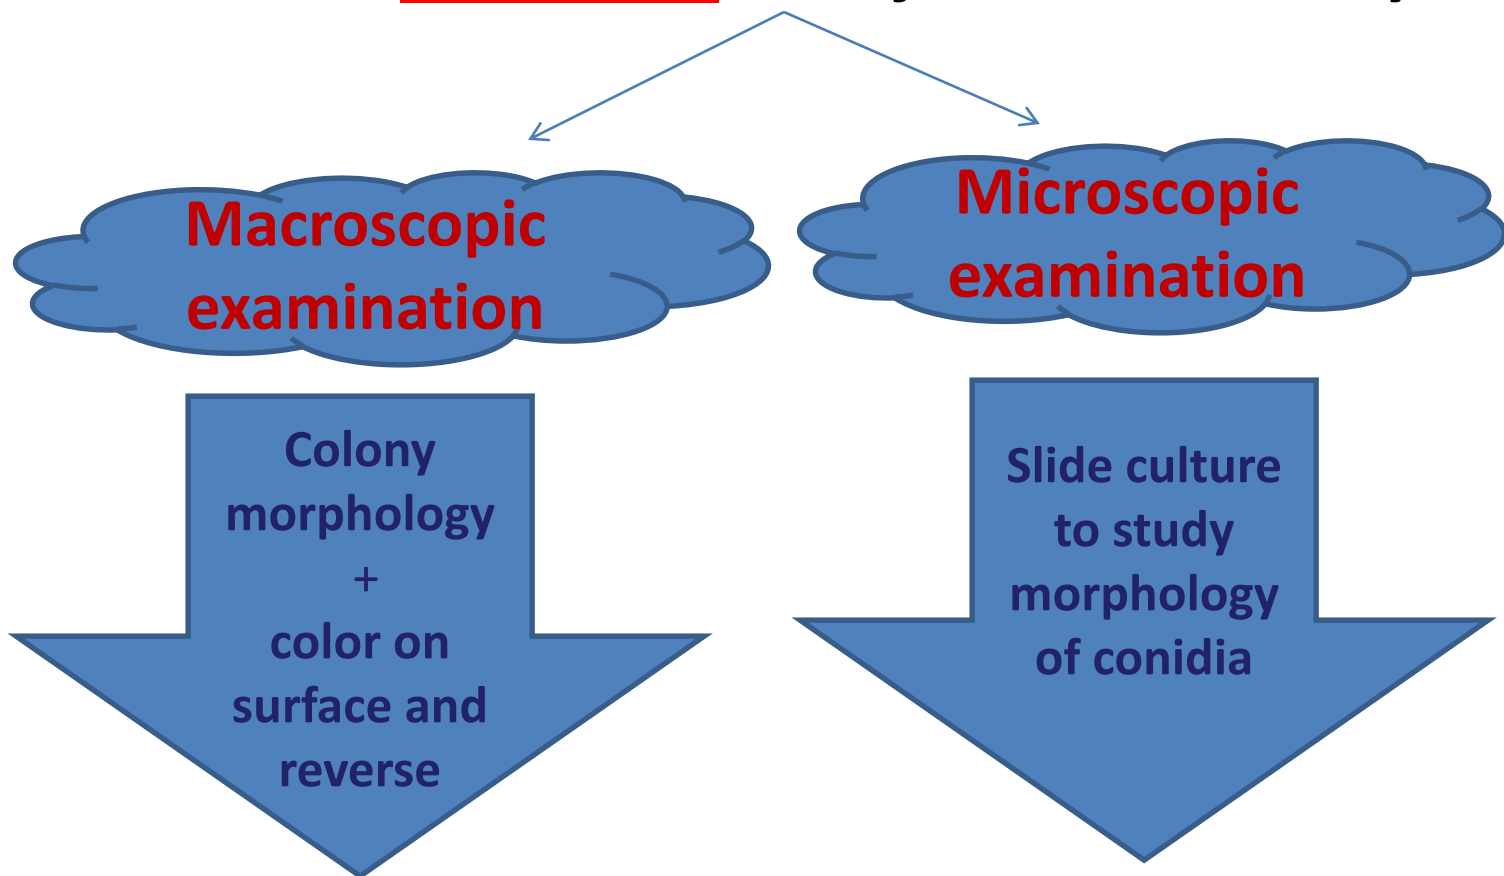 Macroscopic
examination
Microscopic
examination
Colony
morphology
+
color on
surface and
reverse
Slide culture
to study
morphology
of conidia